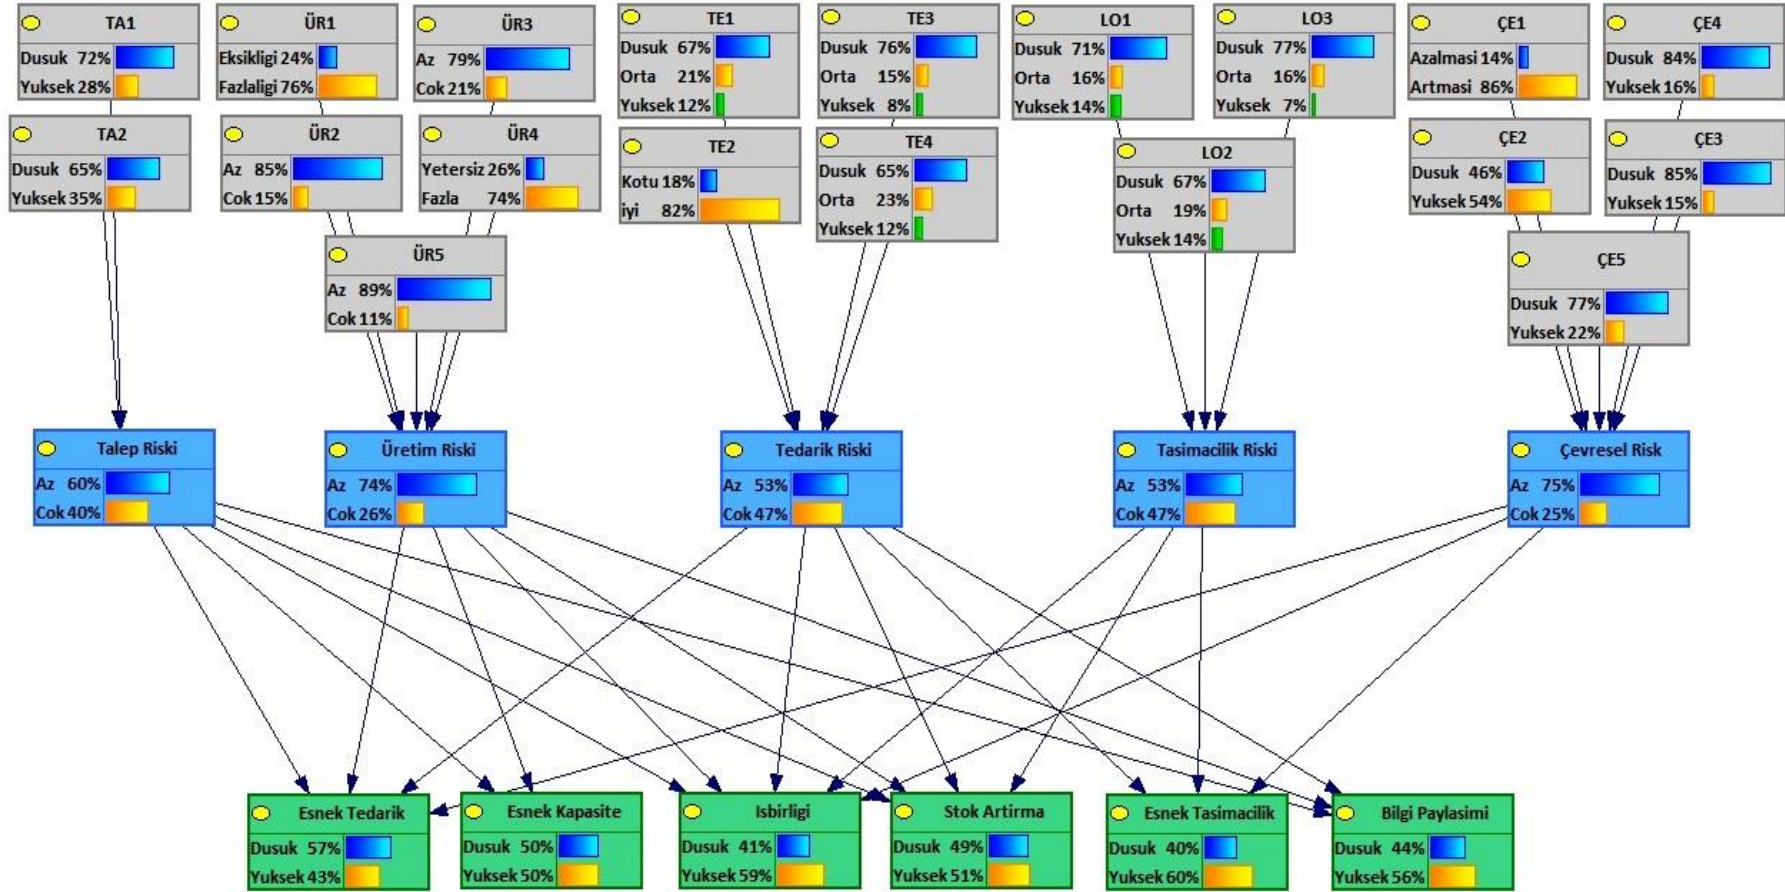 TA1
Dusuk 72%
Yuksek 28%
ÜR1
Eksikligi 24%
Fazlaligi 76%
ÜR3
Az 79%
Cok 21%
TE1
Dusuk 67%
Orta 21%
Yuksek 12%
TE3
Dusuk 76%
Orta 15%
Yuksek 8%
LO1
Dusuk 71%
Orta 16%
Yuksek 14%
LO3
Dusuk 77%
Orta 16%
Yuksek 7%
ÇE1
Azalmasi 14%
Artmasi 86%
ÇE4
Dusuk 84%
Yuksek 16%
TA2
Dusuk 65%
Yuksek 35%
ÜR2
Az 85%
Cok 15%
ÜR4
Yetersiz 26%
Fazla 74%
TE2
Kotu 18%
iyi 82%
TE4
Dusuk 65%
Orta 23%
Yuksek 12%
LO2
Dusuk 67%
Orta 19%
Yuksek 14%
ÇE2
Dusuk 46%
Yuksek 54%
ÇE3
Dusuk 85%
Yuksek 15%
ÜR5
Az 89%
Cok 11%
ÇE5
Dusuk 77%
Yuksek 22%
Talep Riski
Az 60%
Cok 40%
Üretim Riski
Az 74%
Cok 26%
Tedarik Riski
Az 53%
Cok 47%
Tasimacilik Riski
Az 53%
Cok 47%
Çevresel Risk
Az 75%
Cok 25%
Esnek Tedarik
Dusuk 57%
Yuksek 43%
Esnek Kapasite
Dusuk 50%
Yuksek 50%
Isbirligi
Dusuk 41%
Yuksek 59%
Stok Artirma
Dusuk 49%
Yuksek 51%
Esnek Tasimacilik
Dusuk 40%
Yuksek 60%
Bilgi Paylasimi
Dusuk 44%
Yuksek 56%